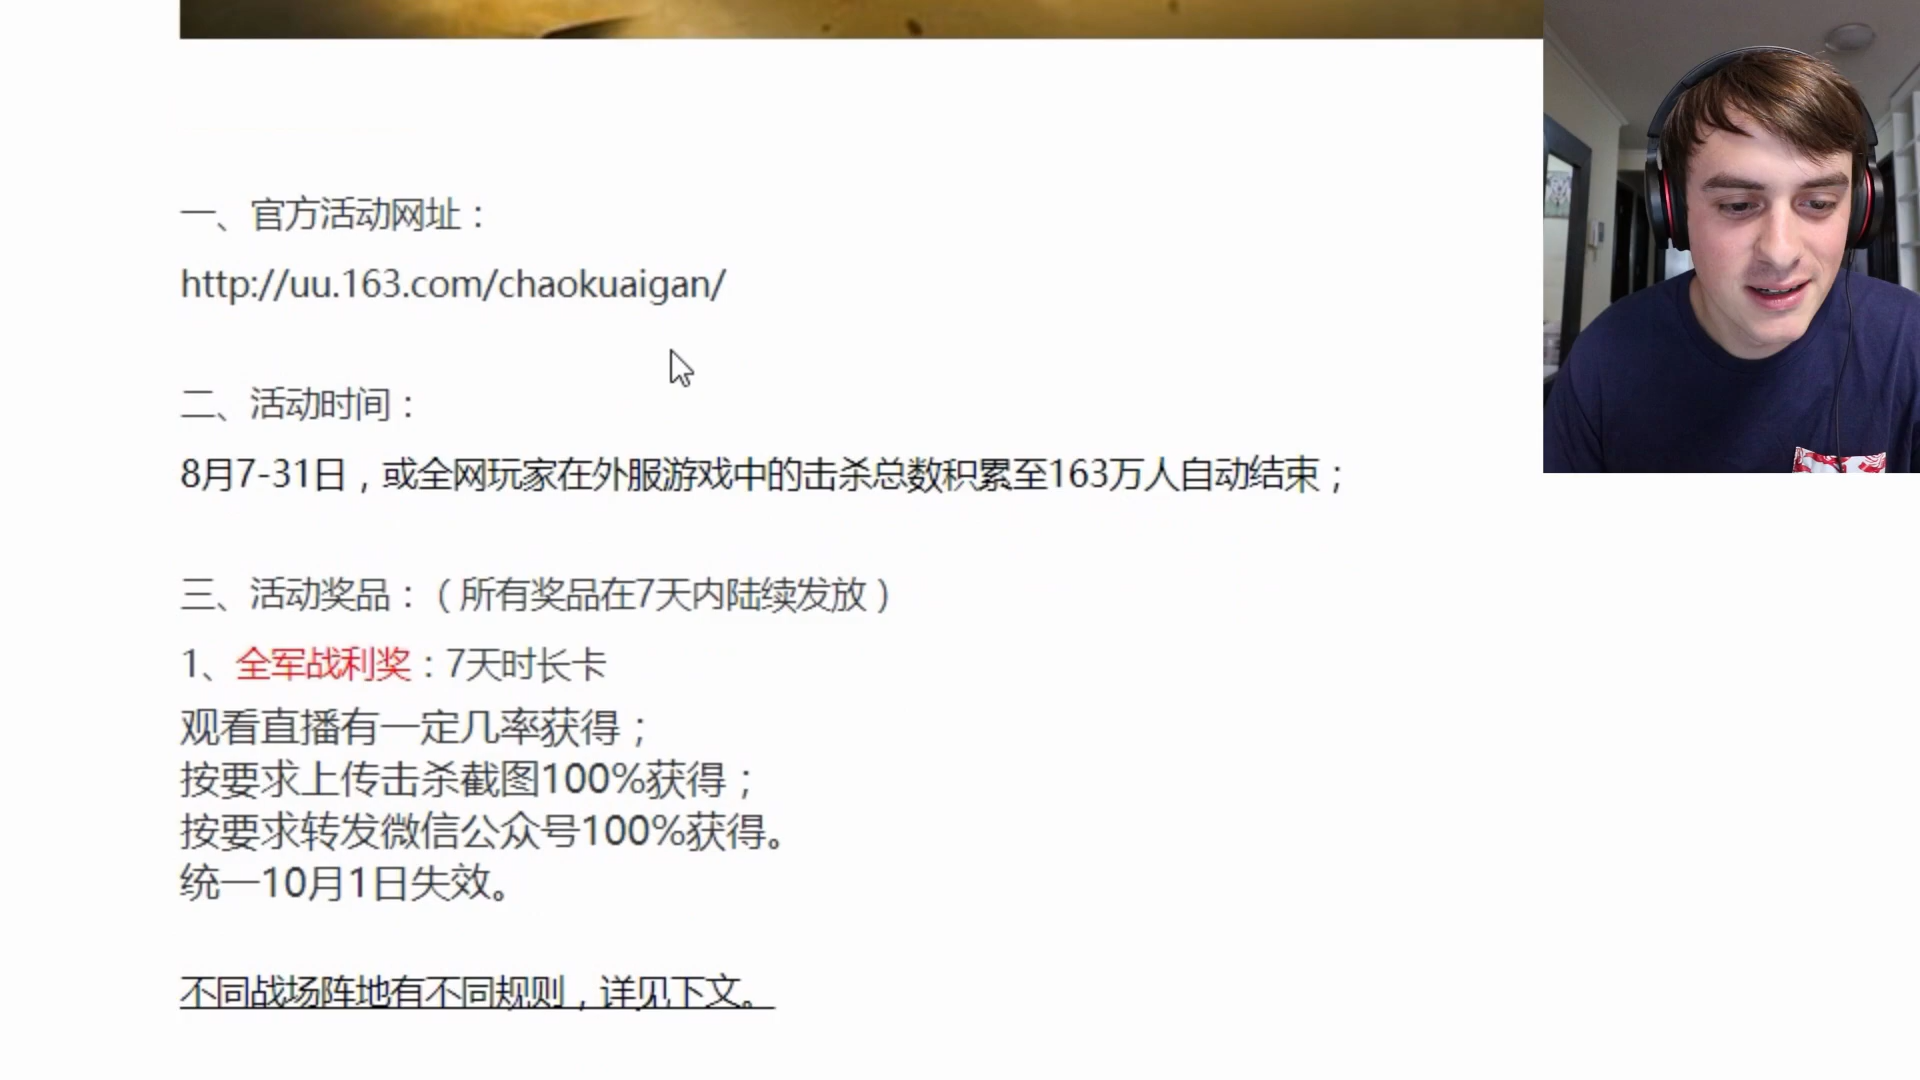 一、官方活动网址：
http://uu.163.com/chaokuaigan/
二、活动时间：
8月7-31日，或全网玩家在外服游戏中的击杀总数积累至163万人自动结束；
三、活动奖品：（所有奖品在7天内陆续发放）
1、全军战利奖：7天时长卡
观看直播有一定几率获得；
按要求上传击杀截图100%获得；
按要求转发微信公众号100%获得。
统一10月1日失效。
不同战场阵地有不同规则，详见下文。